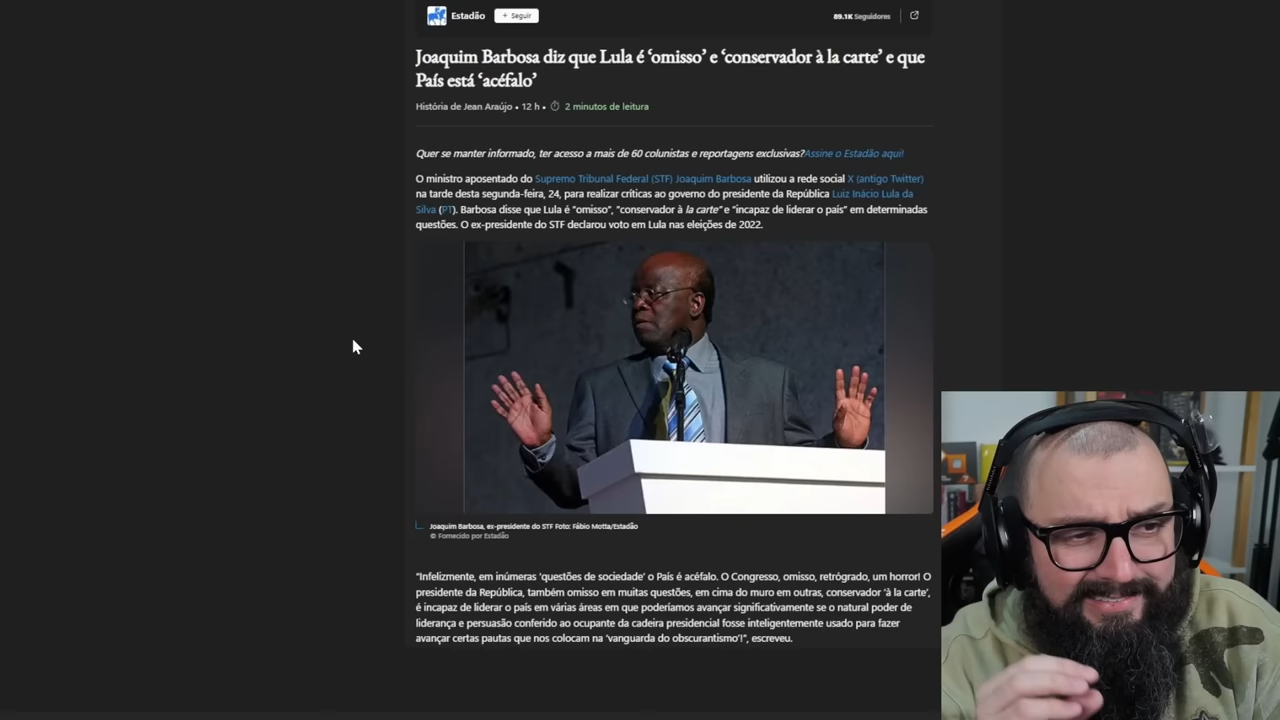 Estadão
+ Seguir
89.1K Seguidores
Joaquim Barbosa diz que Lula é ‘omisso’ e ‘conservador à la carte’ e que
País está ‘acéfalo’
História de Jean Araújo • 12 h • 2 minutos de leitura
Quer se manter informado, ter acesso a mais de 60 colunistas e reportagens exclusivas?Assine o Estadão aqui!
O ministro aposentado do Supremo Tribunal Federal (STF) Joaquim Barbosa utilizou a rede social X (antigo Twitter)
na tarde desta segunda-feira, 24, para realizar críticas ao governo do presidente da República Luiz Inácio Lula da
Silva (PT). Barbosa disse que Lula é "omisso", "conservador à la carte" e "incapaz de liderar o país" em determinadas
questões. O ex-presidente do STF declarou voto em Lula nas eleições de 2022.
Joaquim Barbosa, ex-presidente do STF Foto: Fábio Motta/Estadão
© Fornecido por Estadão
"Infelizmente, em inúmeras 'questões de sociedade' o País é acéfalo. O Congresso, omisso, retrógrado, um horror! O
presidente da República, também omisso em muitas questões, em cima do muro em outras, conservador 'à la carte',
é incapaz de liderar o país em várias áreas em que poderíamos avançar significativamente se o natural poder de
liderança e persuasão conferido ao ocupante da cadeira presidencial fosse inteligentemente usado para fazer
avançar certas pautas que nos colocam na 'vanguarda do obscurantismo'!", escreveu.